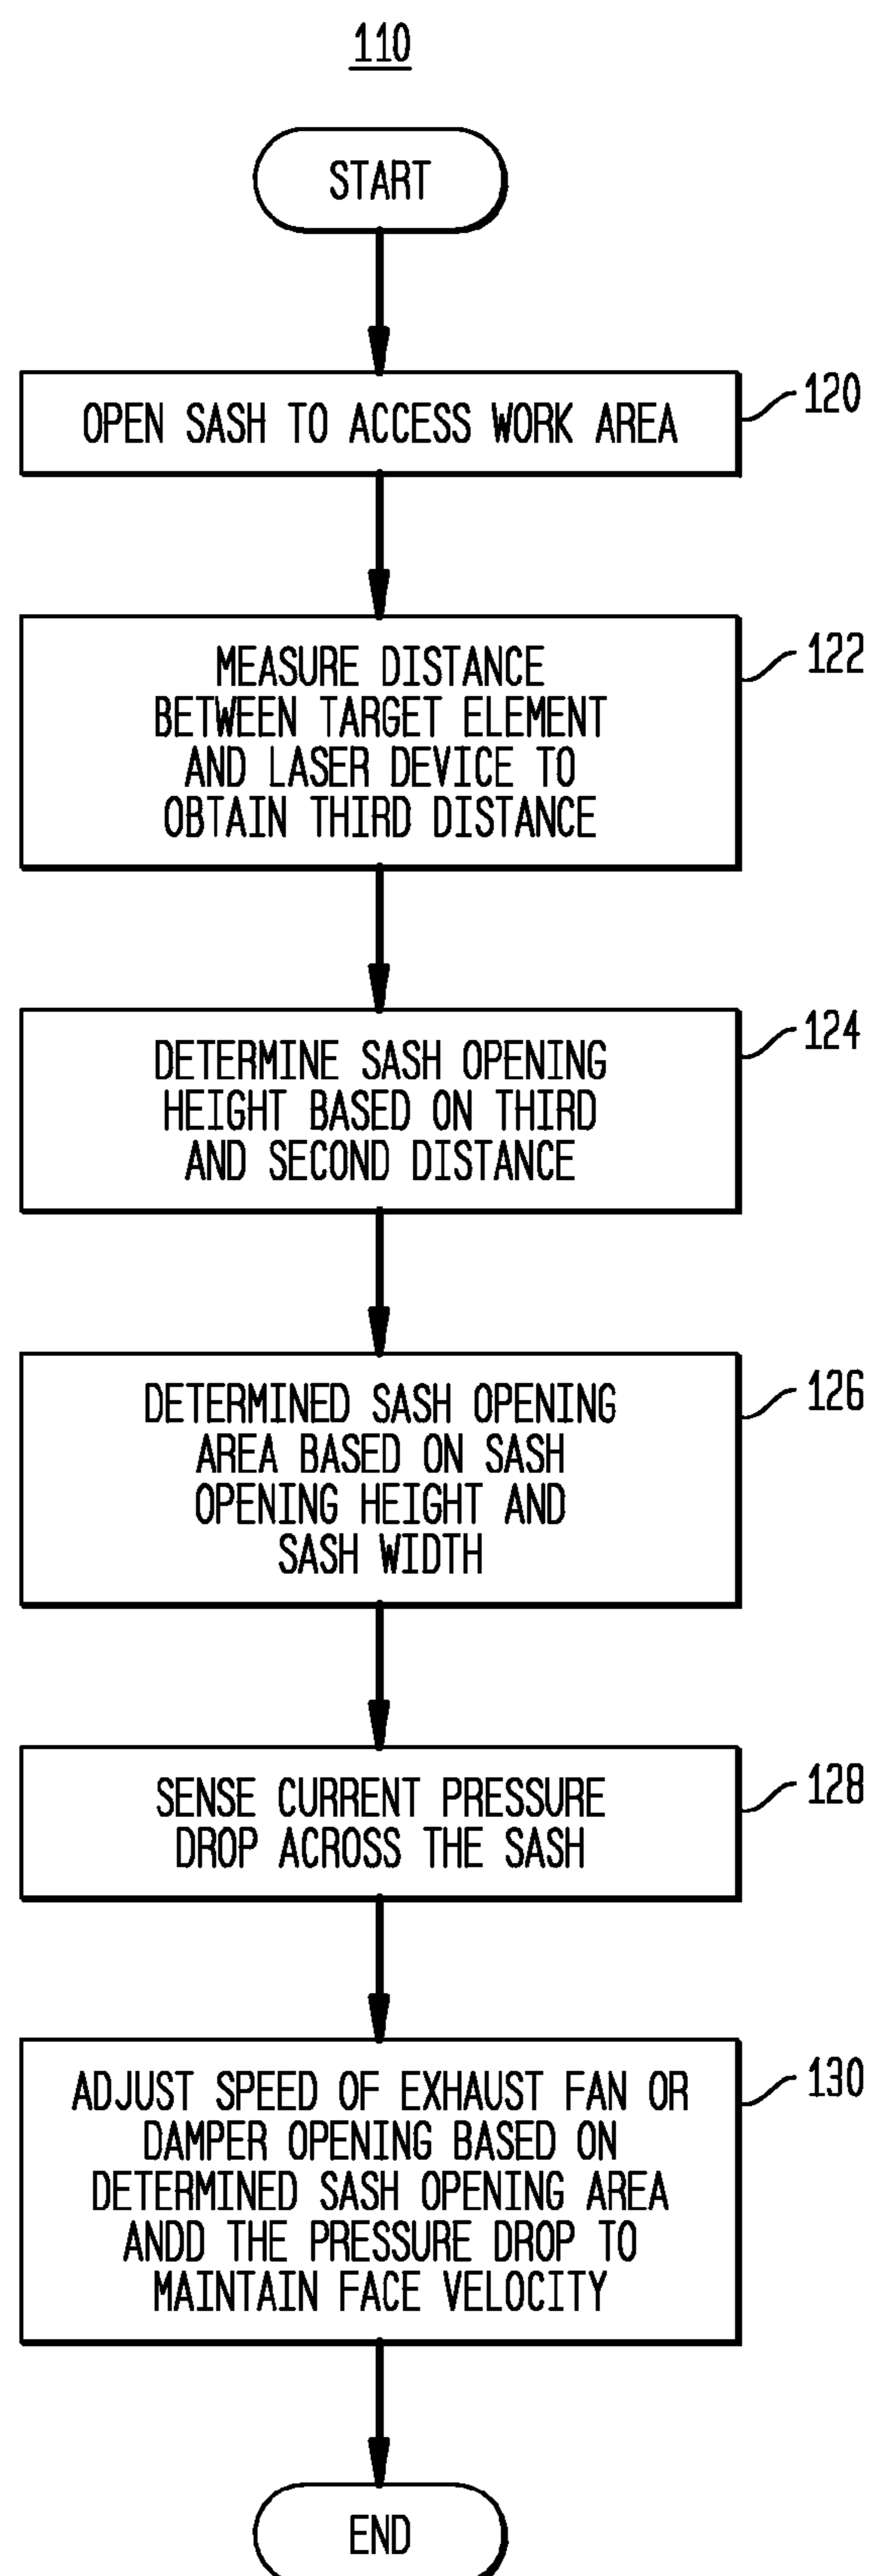 110
START
OPEN SASH TO ACCESS WORK AREA
120
MEASURE DISTANCE
BETWEEN TARGET ELEMENT
AND LASER DEVICE TO
OBTAIN THIRD DISTANCE
122
DETERMINE SASH OPENING
HEIGHT BASED ON THIRD
AND SECOND DISTANCE
124
DETERMINED SASH OPENING
AREA BASED ON SASH
OPENING HEIGHT AND
SASH WIDTH
126
SENSE CURRENT PRESSURE
DROP ACROSS THE SASH
128
ADJUST SPEED OF EXHAUST FAN OR
DAMPER OPENING BASED ON
DETERMINED SASH OPENING AREA
ANDD THE PRESSURE DROP TO
MAINTAIN FACE VELOCITY
130
END